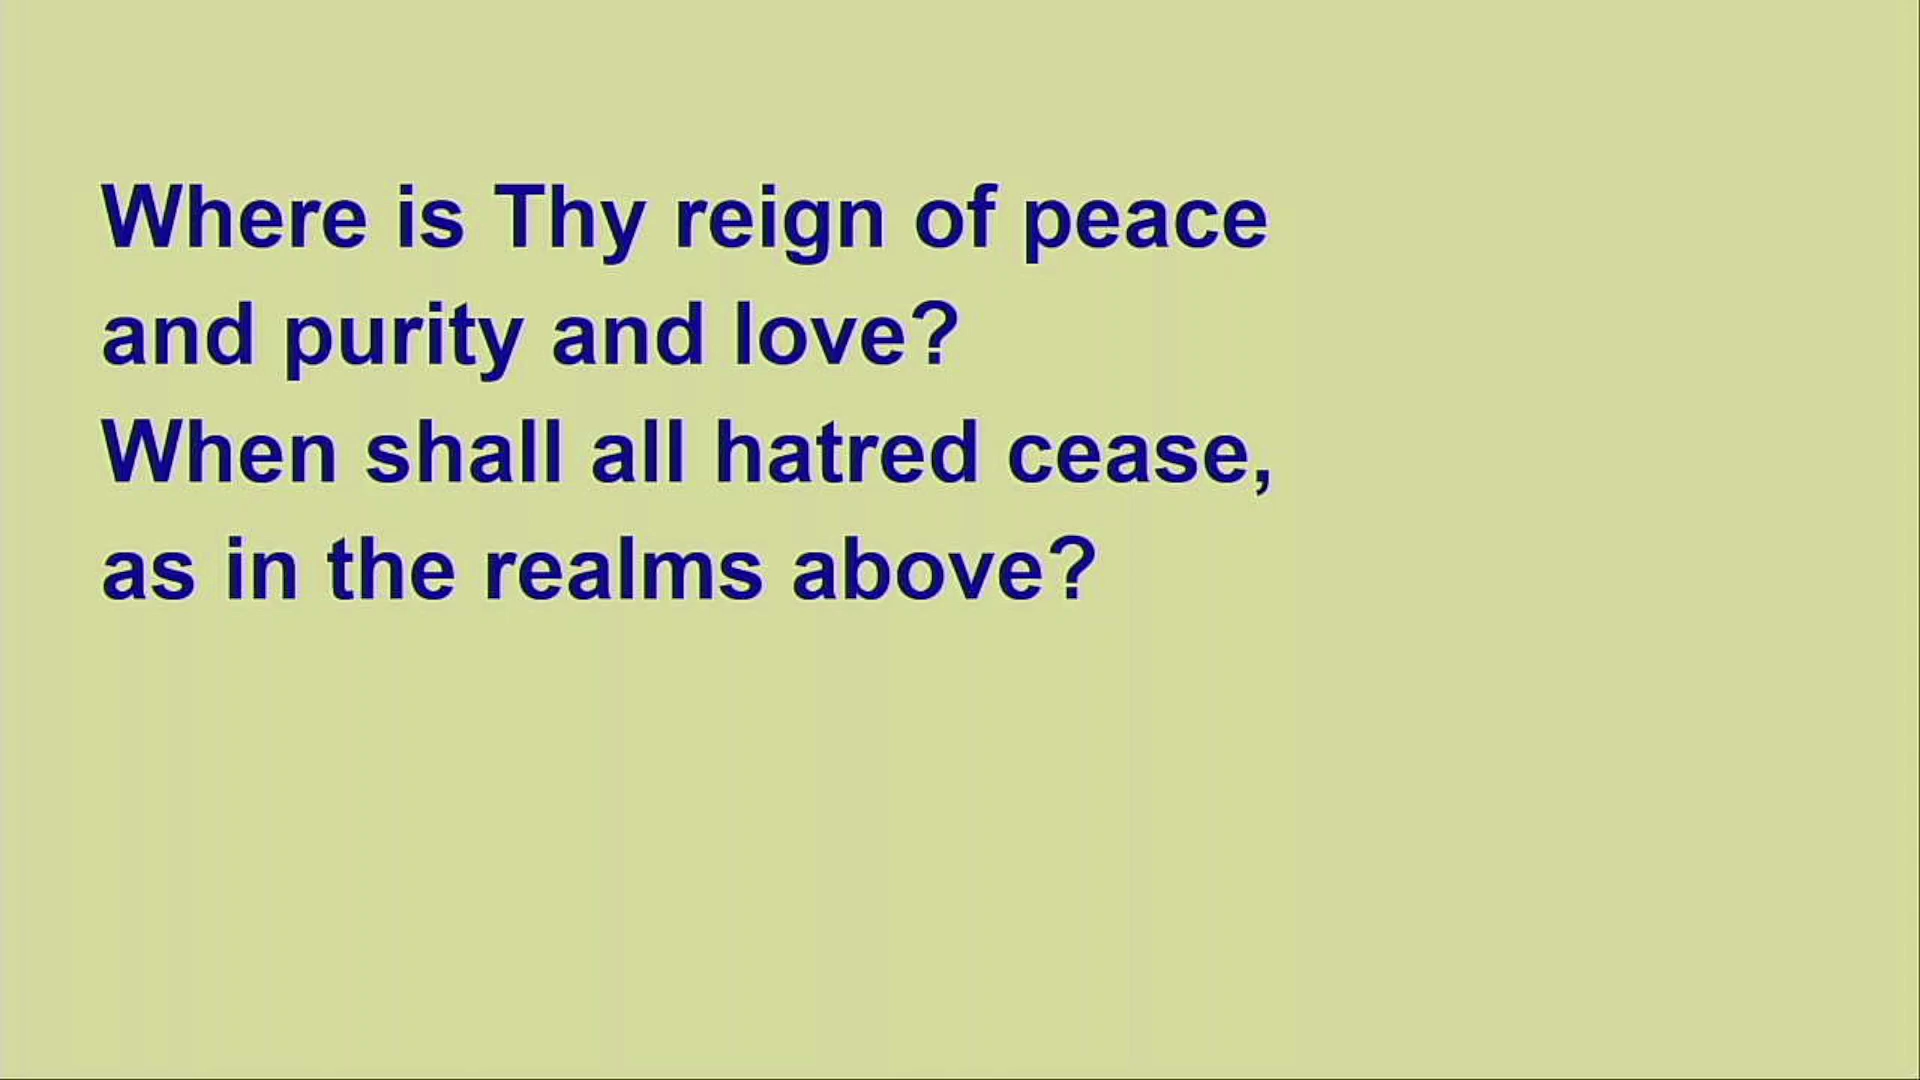 Where is Thy reign of peace
and purity and love?
When shall all hatred cease,
as in the realms above?